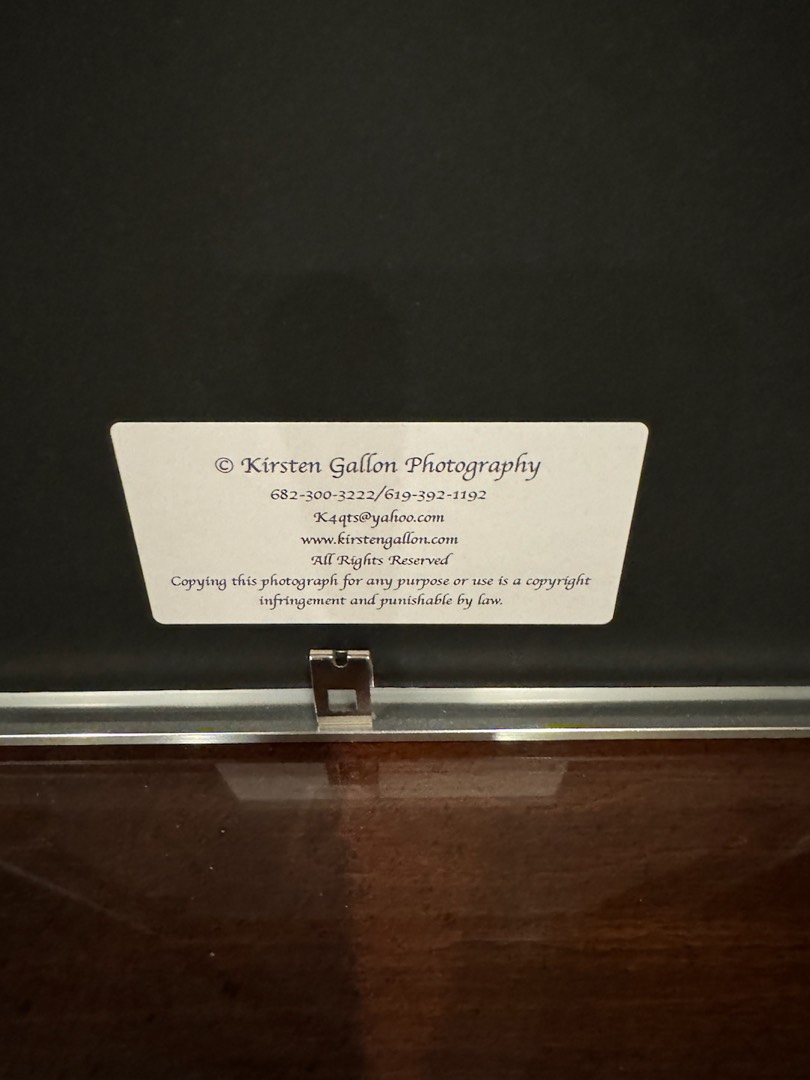 © Kirsten Gallon Photography
682-300-3222/619-392-1192
K4qts@yahoo.com
www.kirstengallon.com
All Rights Reserved
Copying this photograph for any purpose or use is a copyright
infringement and punishable by law.